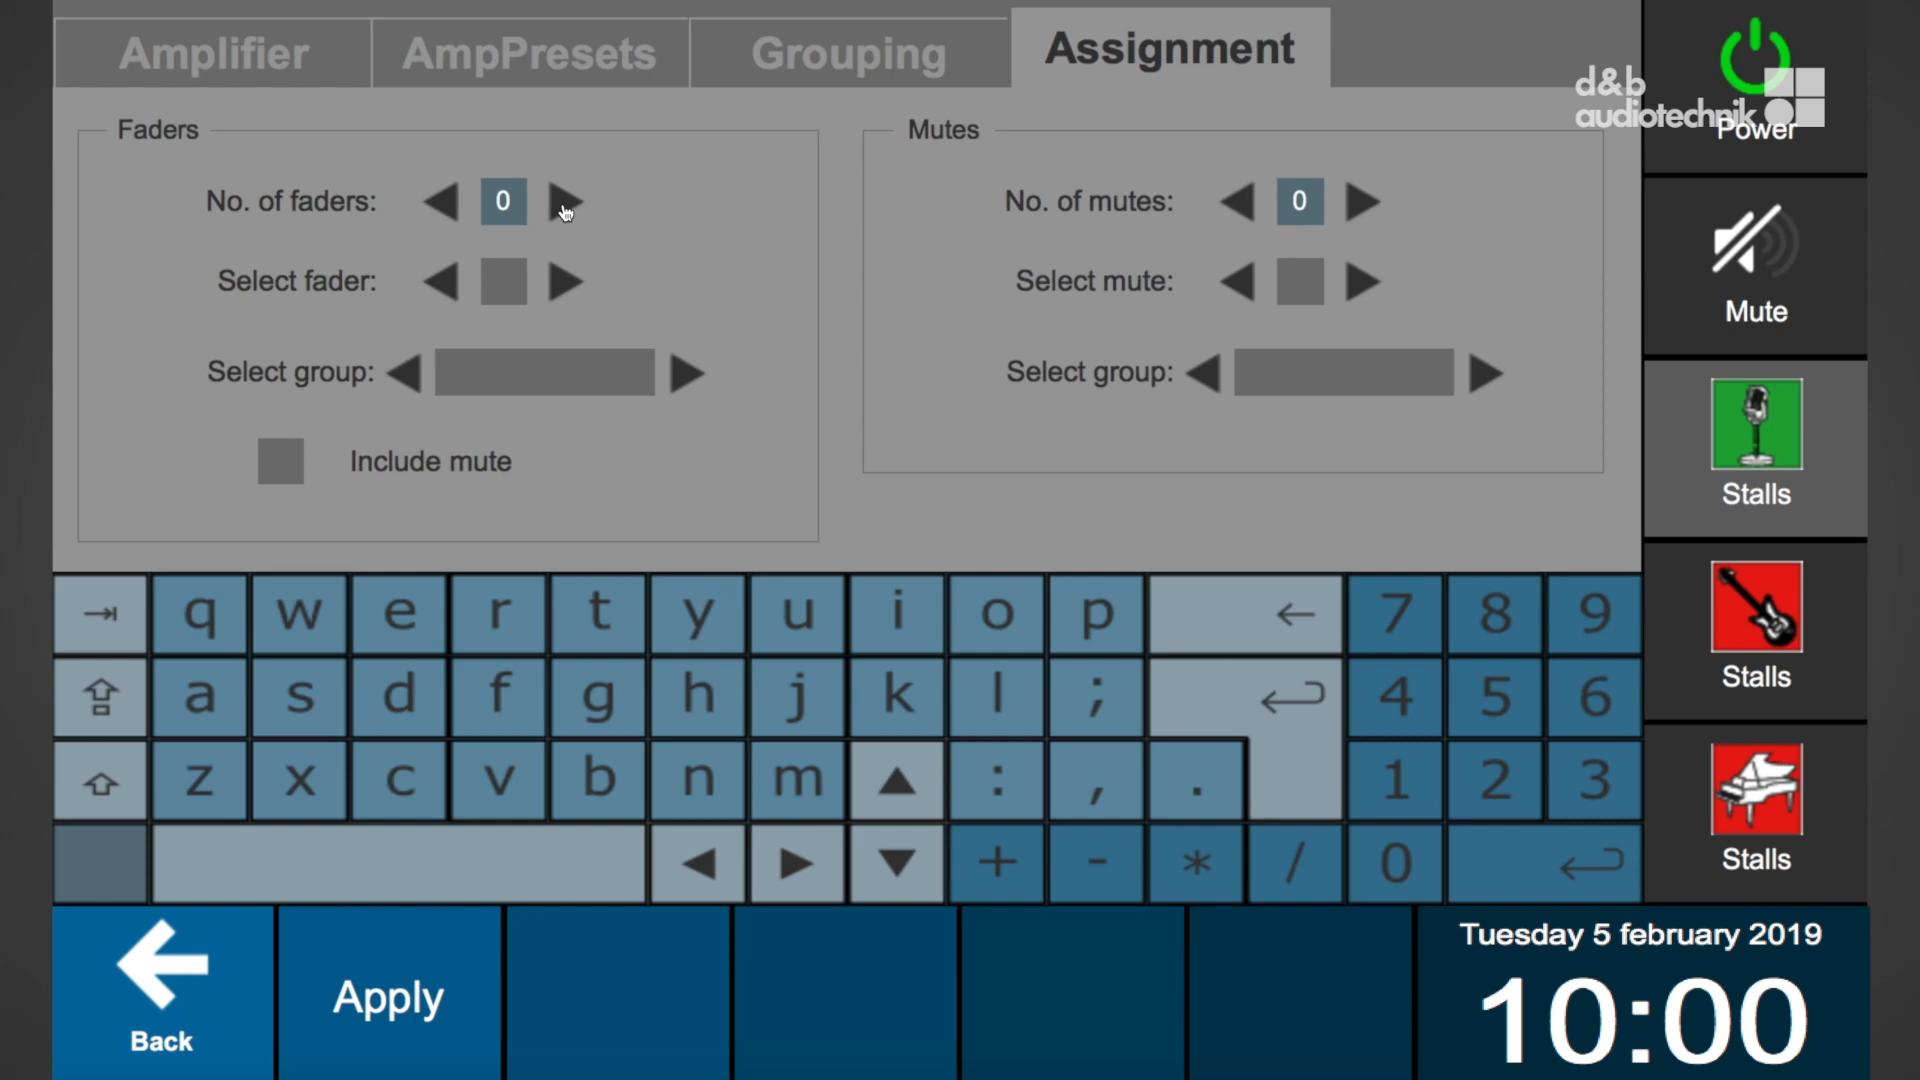 Amplifier
AmpPresets
Grouping
Assignment
d&b
audiotechnik
Power
Faders
No. of faders:
0
Select fader:
Select group:
Include mute
Mutes
No. of mutes:
0
Select mute:
Select group:
Mute
Stalls
Stalls
Stalls
q w e r t y u i o p 7 8 9
a s d f g h j k l ; 4 5 6
z x c v b n m : , . 1 2 3
+ - * / 0
Back
Apply
Tuesday 5 february 2019
10:00